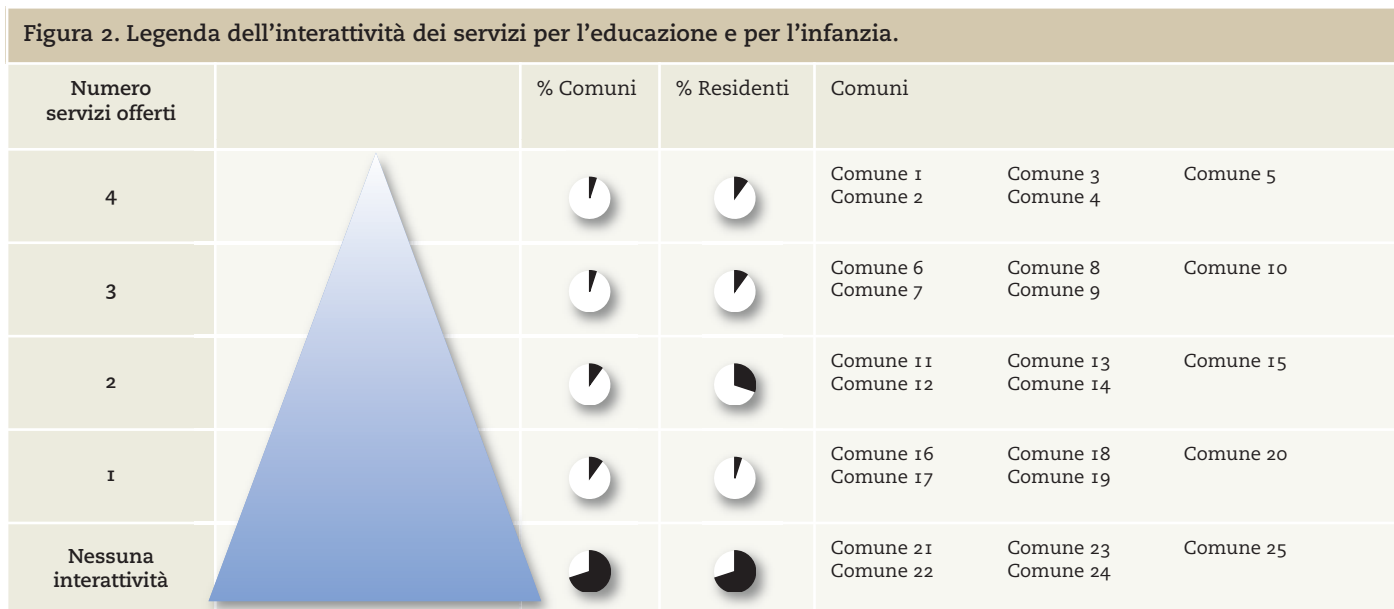 Figura 2. Legenda dell'interattività dei servizi per l'educazione e per l'infanzia.
Numero
servizi offerti
% Comuni
% Residenti
Comuni
4
Comune 1 Comune 3 Comune 5
Comune 2 Comune 4
3
Comune 6 Comune 8 Comune 10
Comune 7 Comune 9
2
Comune 11 Comune 13 Comune 15
Comune 12 Comune 14
1
Comune 16 Comune 18 Comune 20
Comune 17 Comune 19
Nessuna
interattività
Comune 21 Comune 23 Comune 25
Comune 22 Comune 24